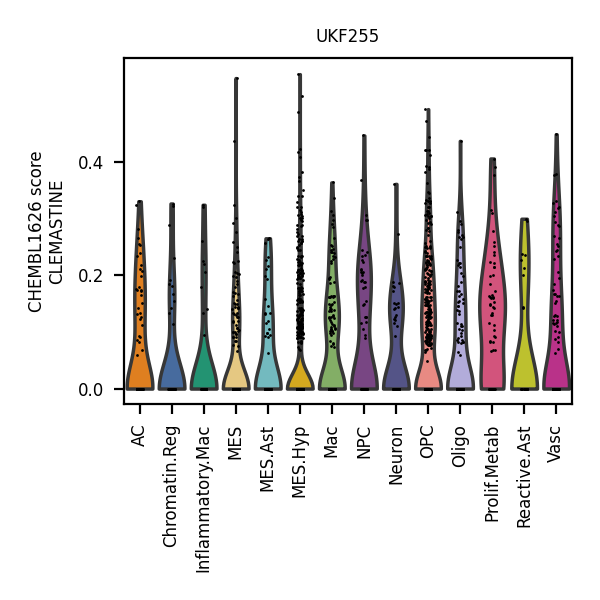 UKF255
CHEMBL1626 score
CLEMASTINE
0.4
0.2
0.0
AC
Chromatin.Reg
Inflammatory.Mac
MES
MES.Ast
MES.Hyp
Mac
NPC
Neuron
OPC
Oligo
Prolif.Metab
Reactive.Ast
Vasc